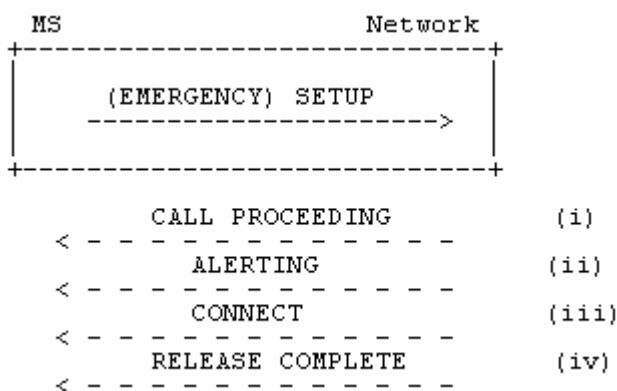 MS Network
(EMERGENCY) SETUP
CALL PROCEEDING (i)
ALERTING (ii)
CONNECT (iii)
RELEASE COMPLETE (iv)